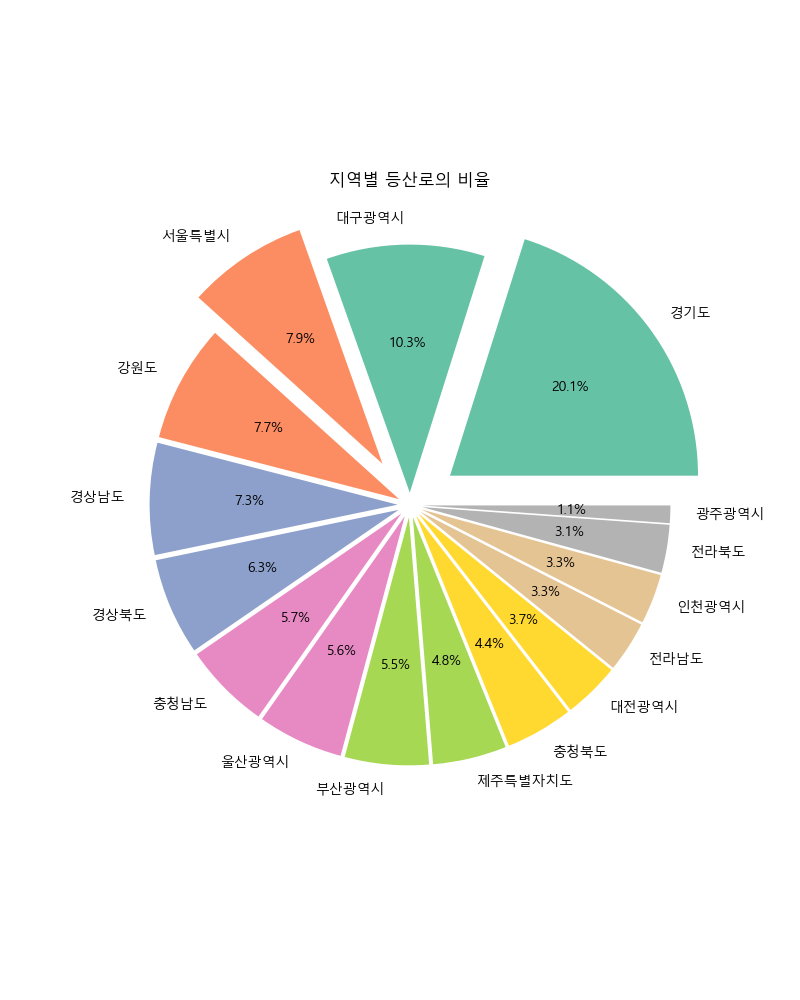 지역별 등산로의 비율
경기도
20.1%
대구광역시
10.3%
서울특별시
7.9%
강원도
7.7%
경상남도
7.3%
경상북도
6.3%
충청남도
5.7%
울산광역시
5.6%
부산광역시
5.5%
제주특별자치도
4.8%
충청북도
4.4%
대전광역시
3.7%
전라남도
3.3%
인천광역시
3.3%
전라북도
3.1%
광주광역시
1.1%